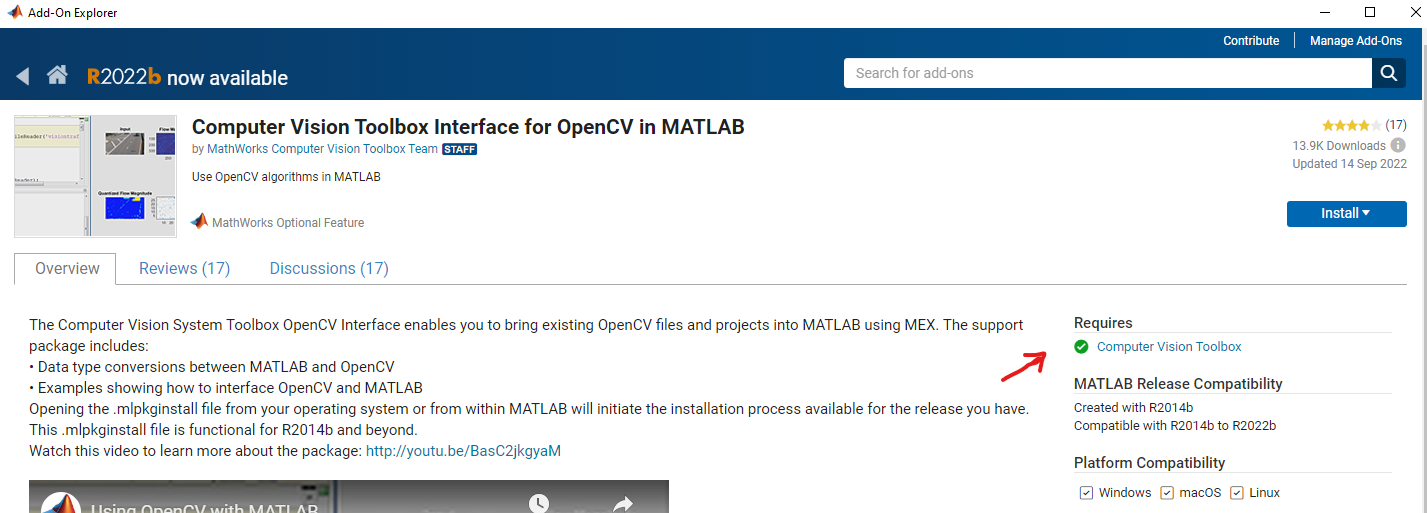 Add-On Explorer
Contribute
Manage Add-Ons
R2022b now available
Search for add-ons
Computer Vision Toolbox Interface for OpenCV in MATLAB
by MathWorks Computer Vision Toolbox Team STAFF
Use OpenCV algorithms in MATLAB
MathWorks Optional Feature
(17)
13.9K Downloads
Updated 14 Sep 2022
Install
Input
Quantized Flow Magnitude
Overview
Reviews (17)
Discussions (17)
The Computer Vision System Toolbox OpenCV Interface enables you to bring existing OpenCV files and projects into MATLAB using MEX. The support
package includes:
• Data type conversions between MATLAB and OpenCV
• Examples showing how to interface OpenCV and MATLAB
Opening the .mlpkginstall file from your operating system or from within MATLAB will initiate the installation process available for the release you have.
This .mlpkginstall file is functional for R2014b and beyond.
Watch this video to learn more about the package: http://youtu.be/BasC2jkgyaM
Using OpenCV with MATLAB
Requires
Computer Vision Toolbox
MATLAB Release Compatibility
Created with R2014b
Compatible with R2014b to R2022b
Platform Compatibility
Windows
macOS
Linux